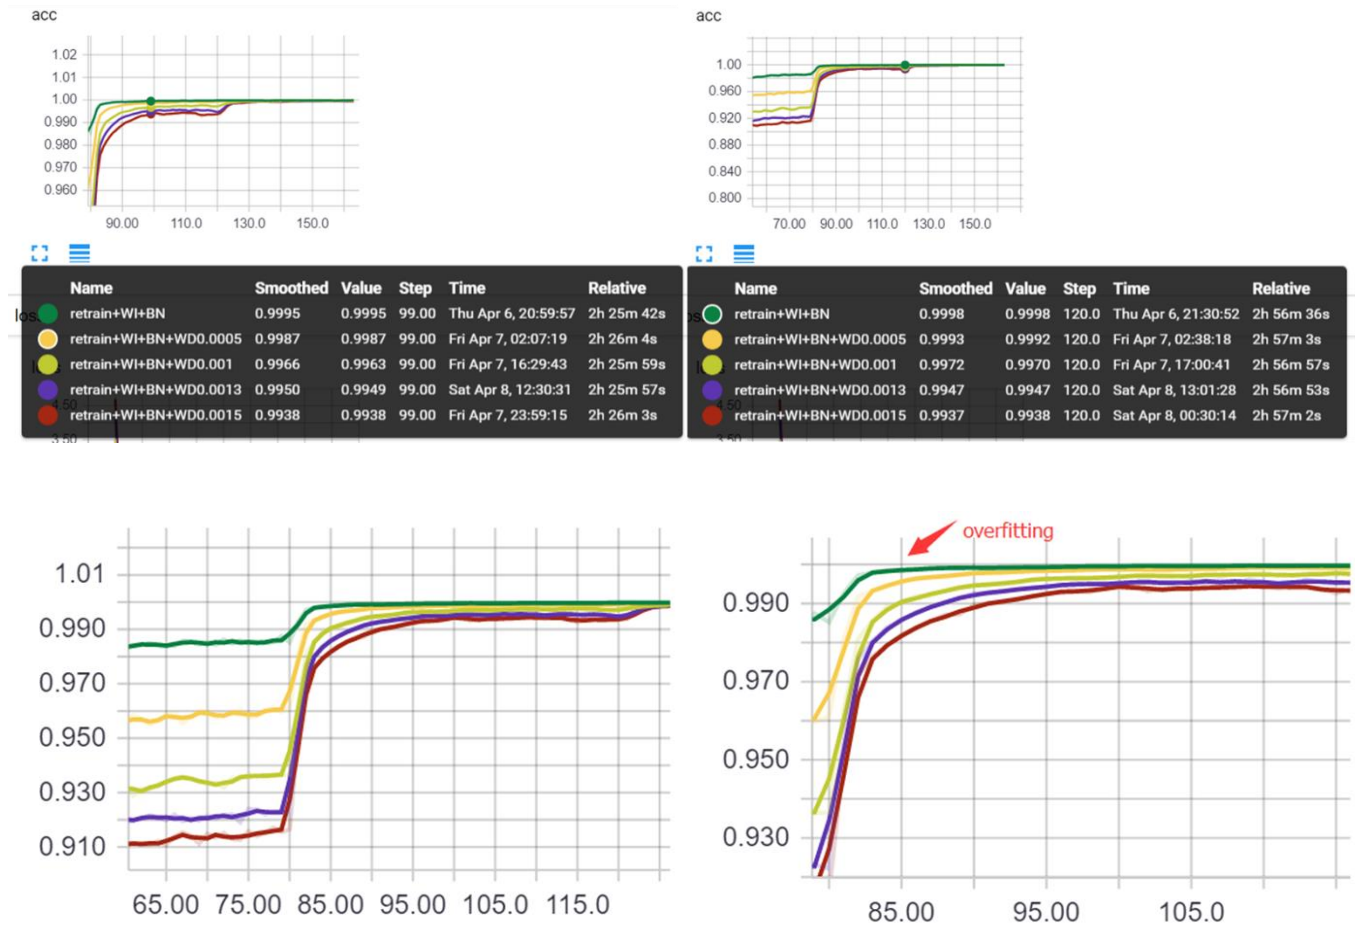 acc
1.02
1.01
1.00
0.990
0.980
0.970
0.960
90.00 110.0 130.0 150.0
Name Smoothed Value Step Time Relative
retrain+WI+BN 0.9995 0.9995 99.00 Thu Apr 6, 20:59:57 2h 25m 42s
retrain+WI+BN+WD0.0005 0.9987 0.9987 99.00 Fri Apr 7, 02:07:19 2h 26m 4s
retrain+WI+BN+WD0.001 0.9966 0.9963 99.00 Fri Apr 7, 16:29:43 2h 25m 59s
retrain+WI+BN+WD0.0013 0.9950 0.9949 99.00 Sat Apr 8, 12:30:31 2h 25m 57s
retrain+WI+BN+WD0.0015 0.9938 0.9938 99.00 Fri Apr 7, 23:59:15 2h 26m 3s
4.50
3.50
acc
1.00
0.960
0.920
0.880
0.840
0.800
70.00 90.00 110.0 130.0 150.0
Name Smoothed Value Step Time Relative
retrain+WI+BN 0.9998 0.9998 120.0 Thu Apr 6, 21:30:52 2h 56m 36s
retrain+WI+BN+WD0.0005 0.9993 0.9992 120.0 Fri Apr 7, 02:38:18 2h 57m 3s
retrain+WI+BN+WD0.001 0.9972 0.9970 120.0 Fri Apr 7, 17:00:41 2h 56m 57s
retrain+WI+BN+WD0.0013 0.9947 0.9947 120.0 Sat Apr 8, 13:01:28 2h 56m 53s
retrain+WI+BN+WD0.0015 0.9937 0.9938 120.0 Sat Apr 8, 00:30:14 2h 57m 2s
4.50
3.50
1.01
0.990
0.970
0.950
0.930
0.910
65.00 75.00 85.00 95.00 105.0 115.0
overfitting
0.990
0.970
0.950
0.930
85.00 95.00 105.0